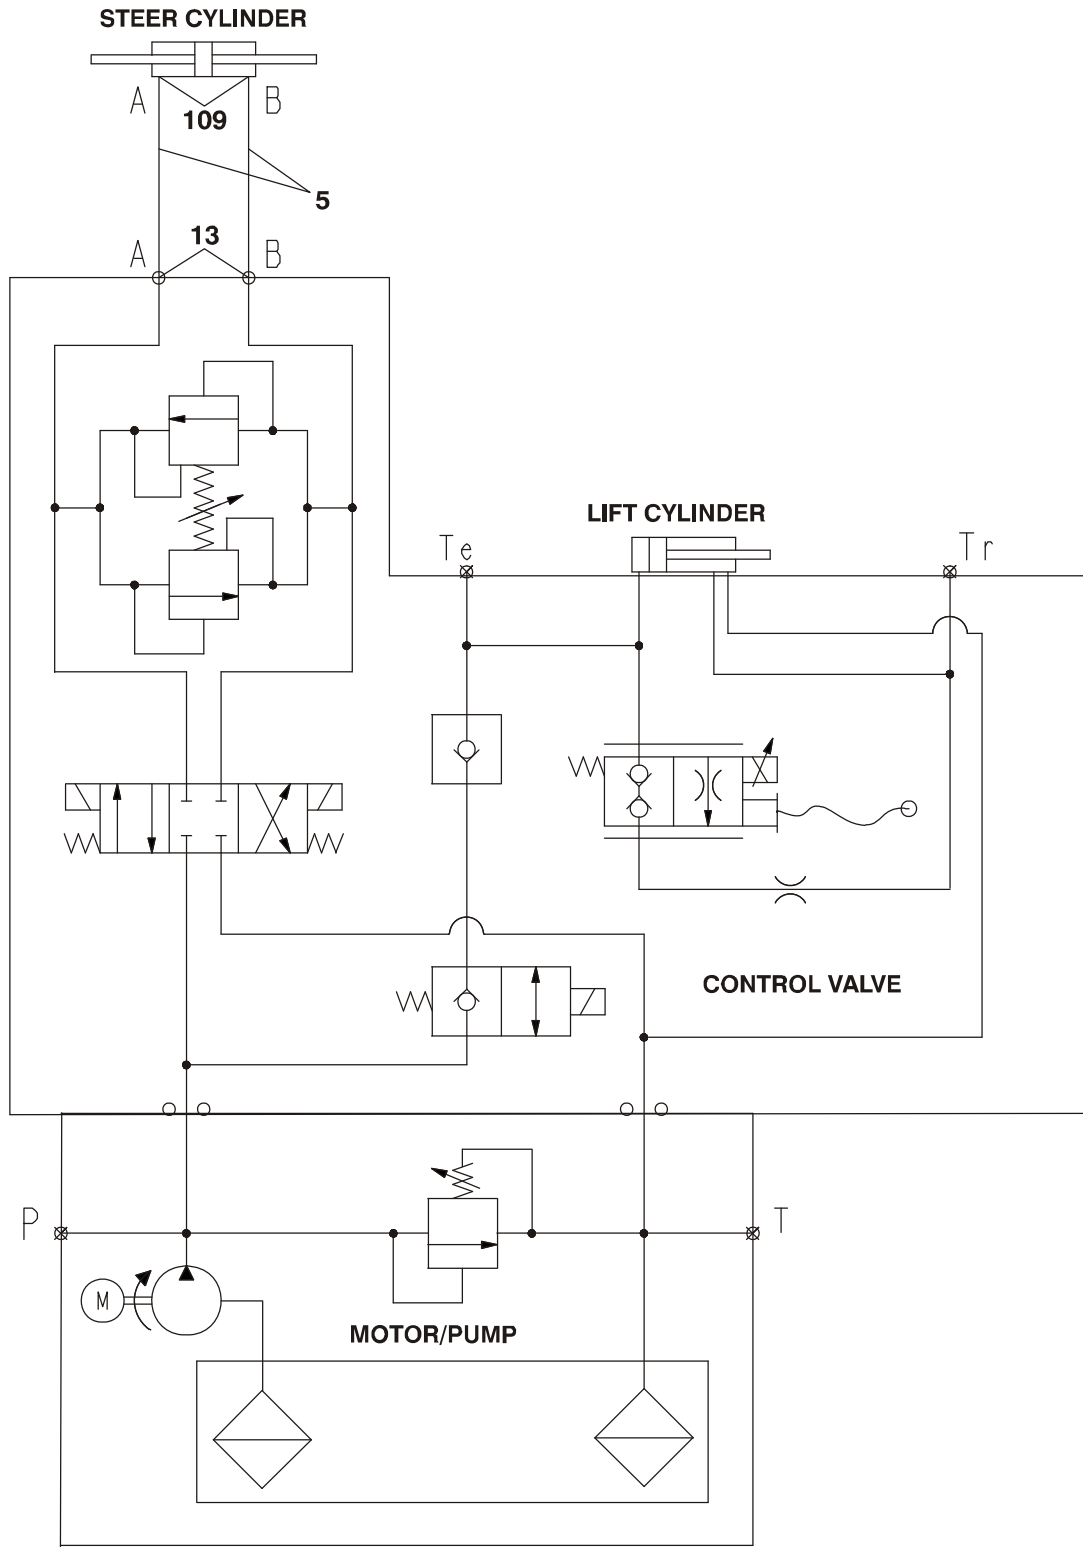 STEER CYLINDER
A B
109
5
13
A B
LIFT CYLINDER
Te Tr
CONTROL VALVE
P T
M
MOTOR/PUMP